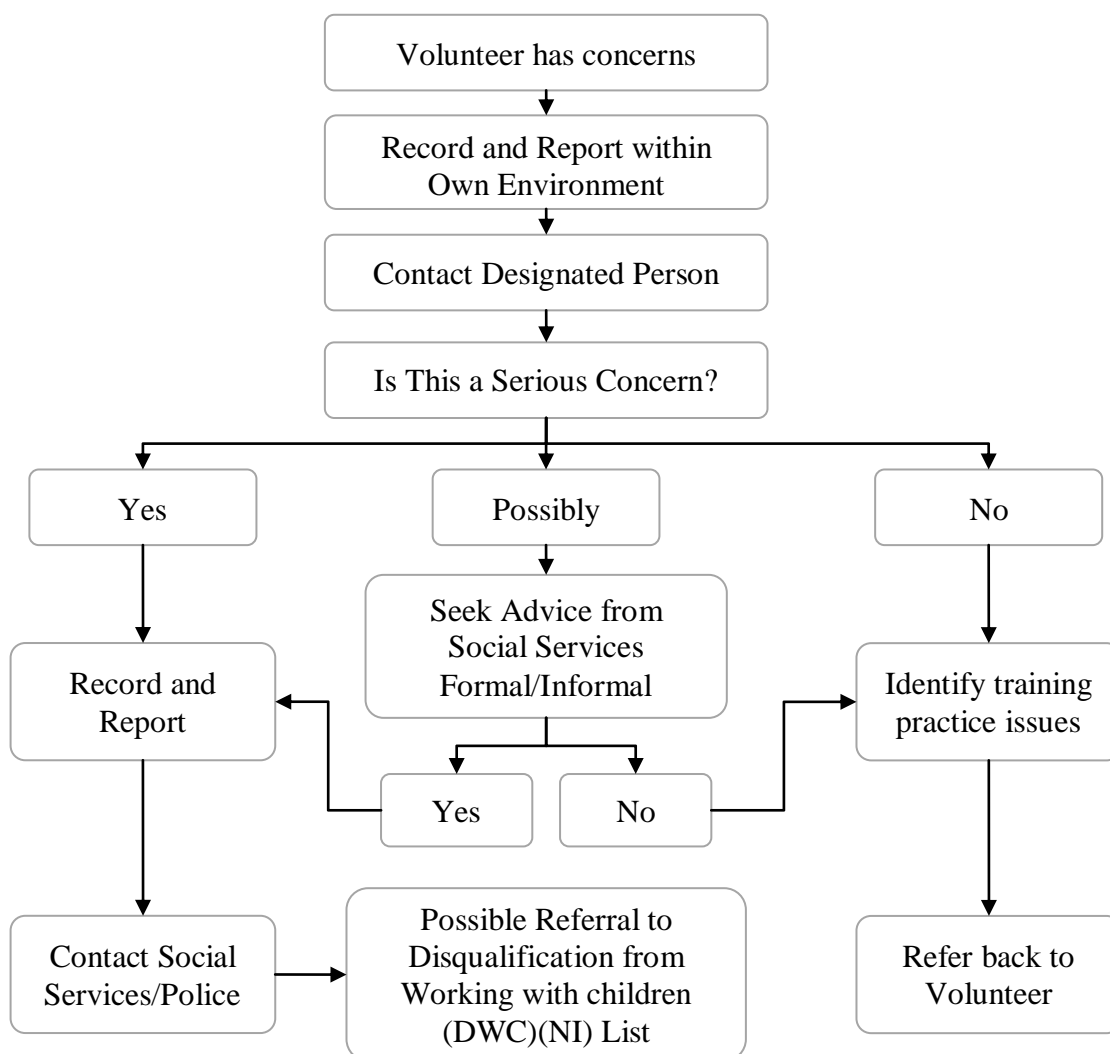 Volunteer has concerns
Record and Report within
Own Environment
Contact Designated Person
Is This a Serious Concern?
Yes
Possibly
No
Seek Advice from
Social Services
Formal/Informal
Record and
Report
Identify training
practice issues
Yes
No
Contact Social
Services/Police
Possible Referral to
Disqualification from
Working with children
(DWC)(NI) List
Refer back to
Volunteer